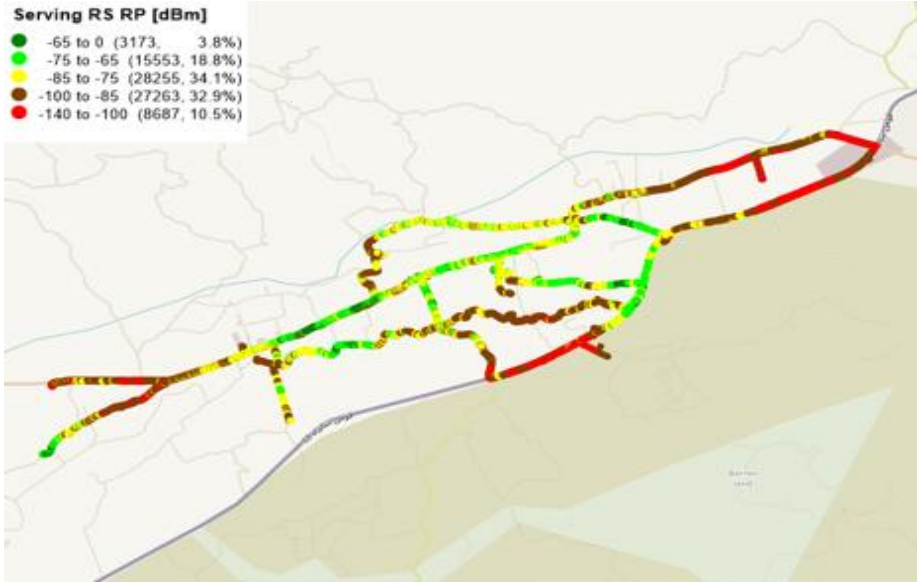 Serving RS RP [dBm]
-65 to 0 (3173, 3.8%)
-75 to -65 (15553, 18.8%)
-85 to -75 (28255, 34.1%)
-100 to -85 (27263, 32.9%)
-140 to -100 (8687, 10.5%)